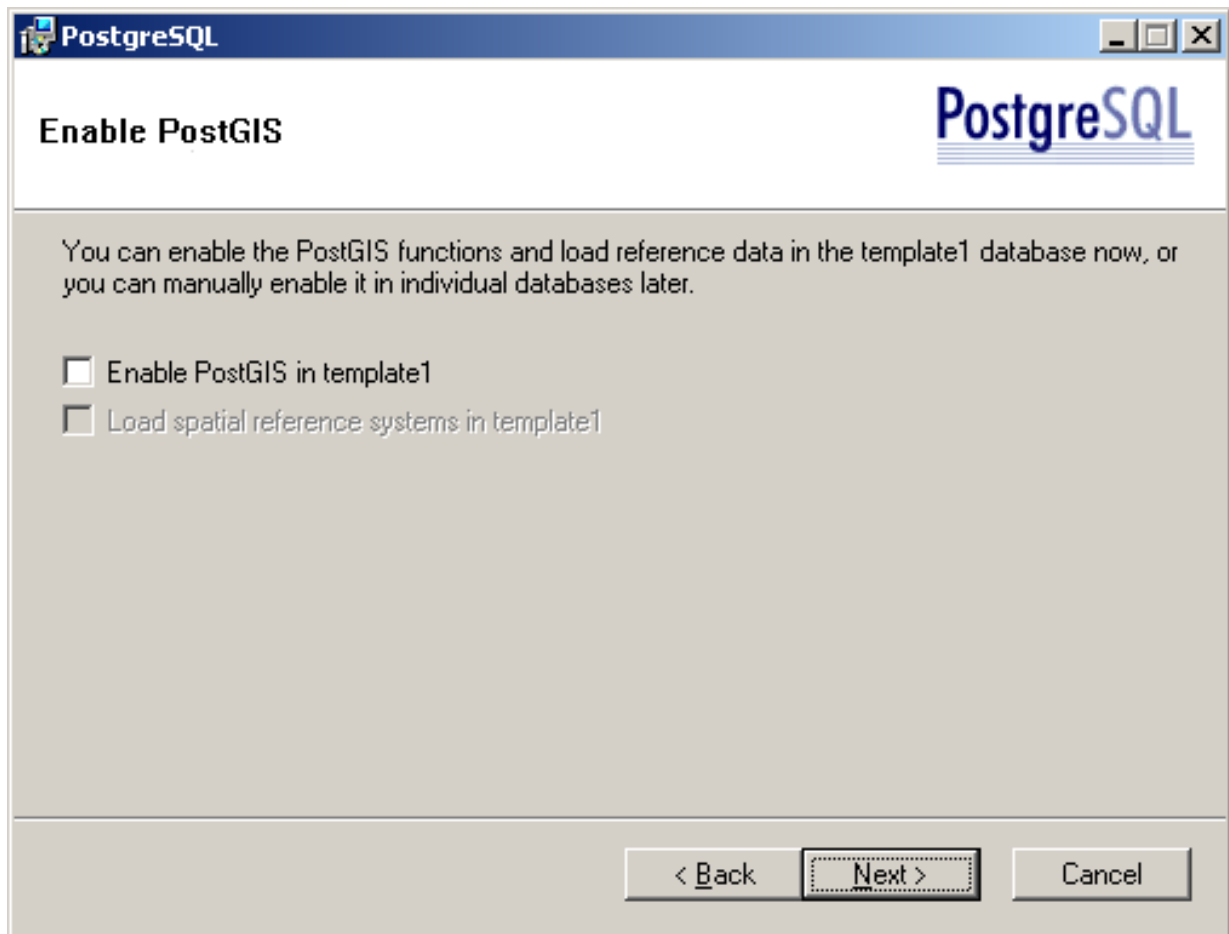 PostgreSQL
Enable PostGIS
PostgreSQL
You can enable the PostGIS functions and load reference data in the template1 database now, or
you can manually enable it in individual databases later.
Enable PostGIS in template1
Load spatial reference systems in template1
< Back
Next >
Cancel